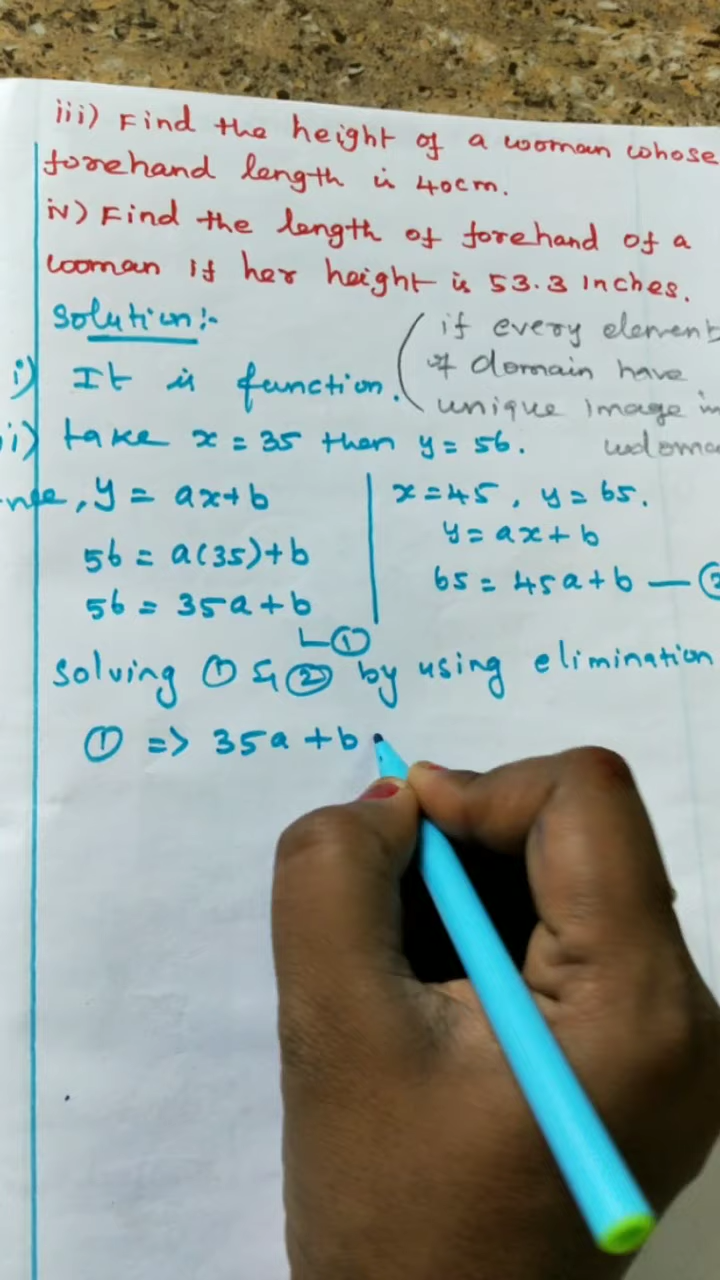 iii) Find the height of a woman whose
forehand length is 40cm.
iv) Find the length of forehand of a
woman if her height is 53.3 inches.
Solution:-
(if every element
of domain have
unique image in
i) It is function.
ii) take x = 35 then y = 56.
y = ax+b
56 = a(35)+b
56 = 35a+b
└①
x=45, y=65.
y=ax+b
65=45a+b — ②
Solving ① & ② by using elimination
① => 35a+b